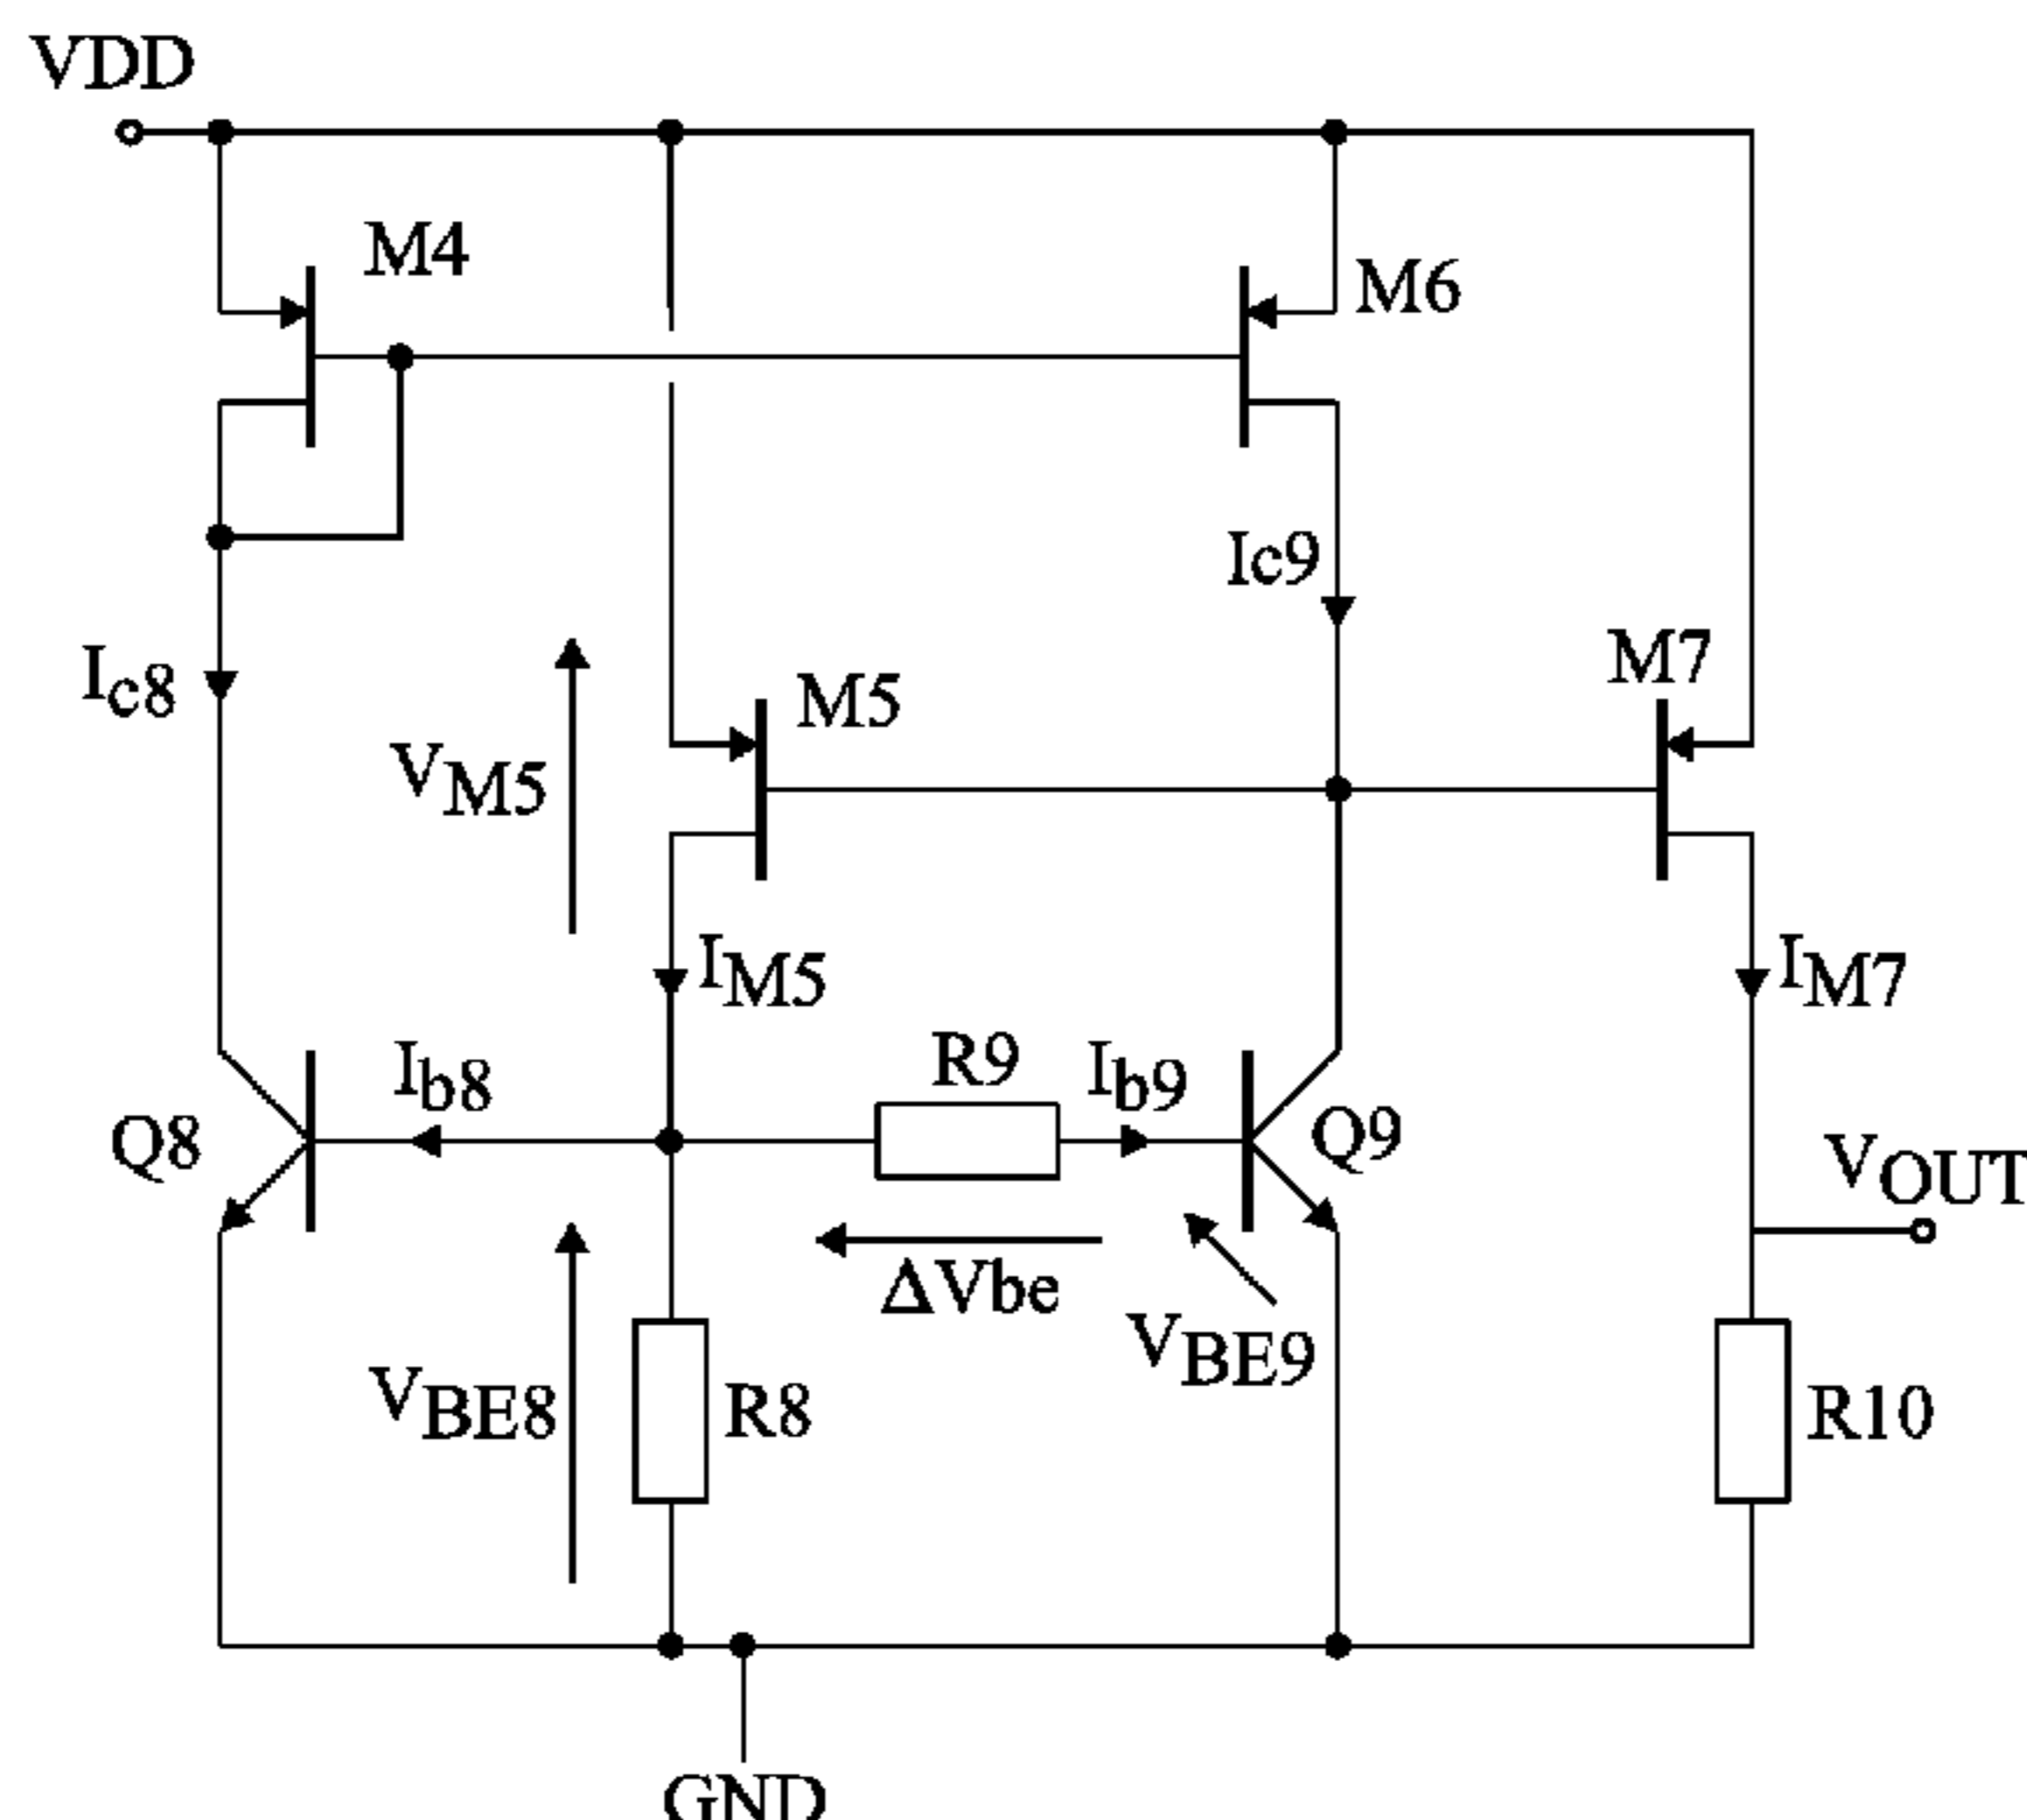 VDD
M4
M6
Ic9
Ic8
M5
M7
VM5
IM5
IM7
R9
Ib8
Ib9
Q8
Q9
VOUT
ΔVbe
VBE9
VBE8
R8
R10
GND